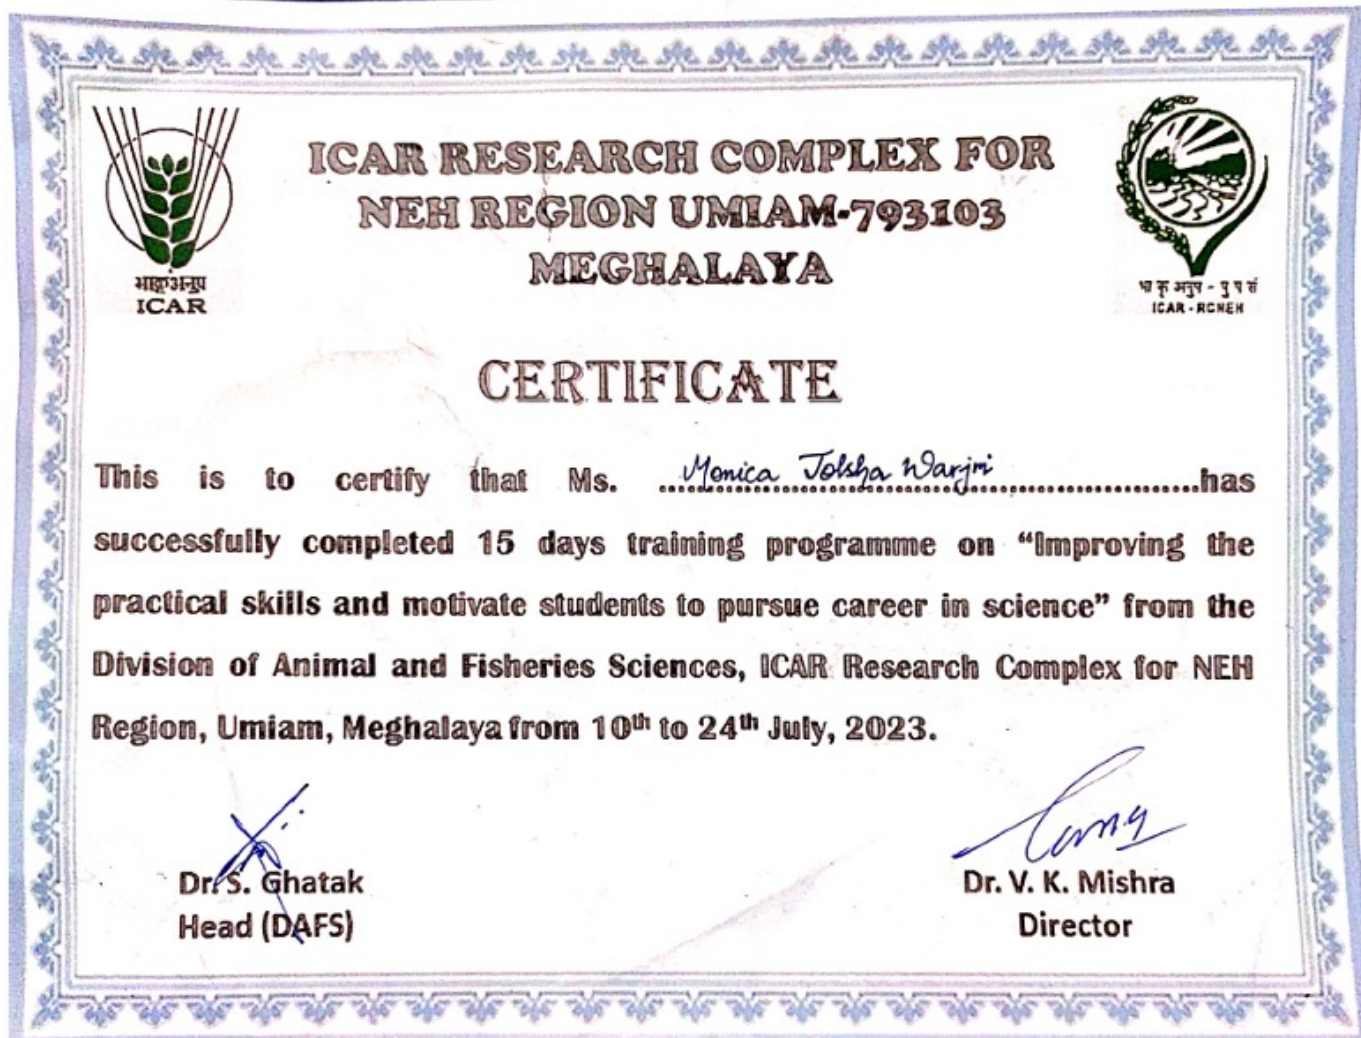 ICAR RESEARCH COMPLEX FOR
NEH REGION UMIAM-793103
MEGHALAYA
भाकृअनुप
ICAR
भा कृ अनुप - पु प सं
ICAR - RCNEH
CERTIFICATE
This is to certify that Ms. Monica Tolsha Warjri has
successfully completed 15 days training programme on “Improving the
practical skills and motivate students to pursue career in science” from the
Division of Animal and Fisheries Sciences, ICAR Research Complex for NEH
Region, Umiam, Meghalaya from 10th to 24th July, 2023.
Dr. S. Ghatak
Head (DAFS)
Dr. V. K. Mishra
Director